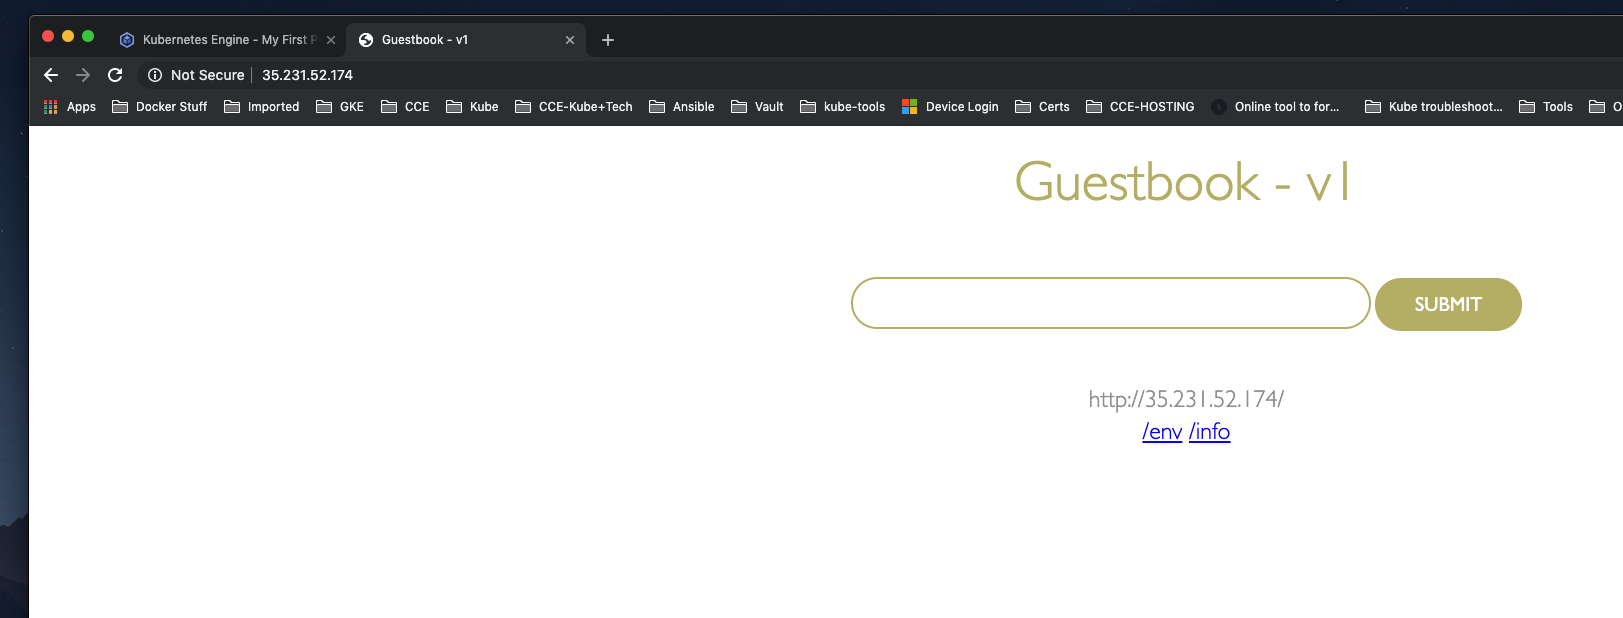 Kubernetes Engine - My First P
Guestbook - v1
Not Secure 35.231.52.174
Apps Docker Stuff Imported GKE CCE Kube CCE-Kube+Tech Ansible Vault kube-tools Device Login Certs CCE-HOSTING Online tool to for... Kube troubleshoot... Tools O
Guestbook - v1
SUBMIT
http://35.231.52.174/
/env /info